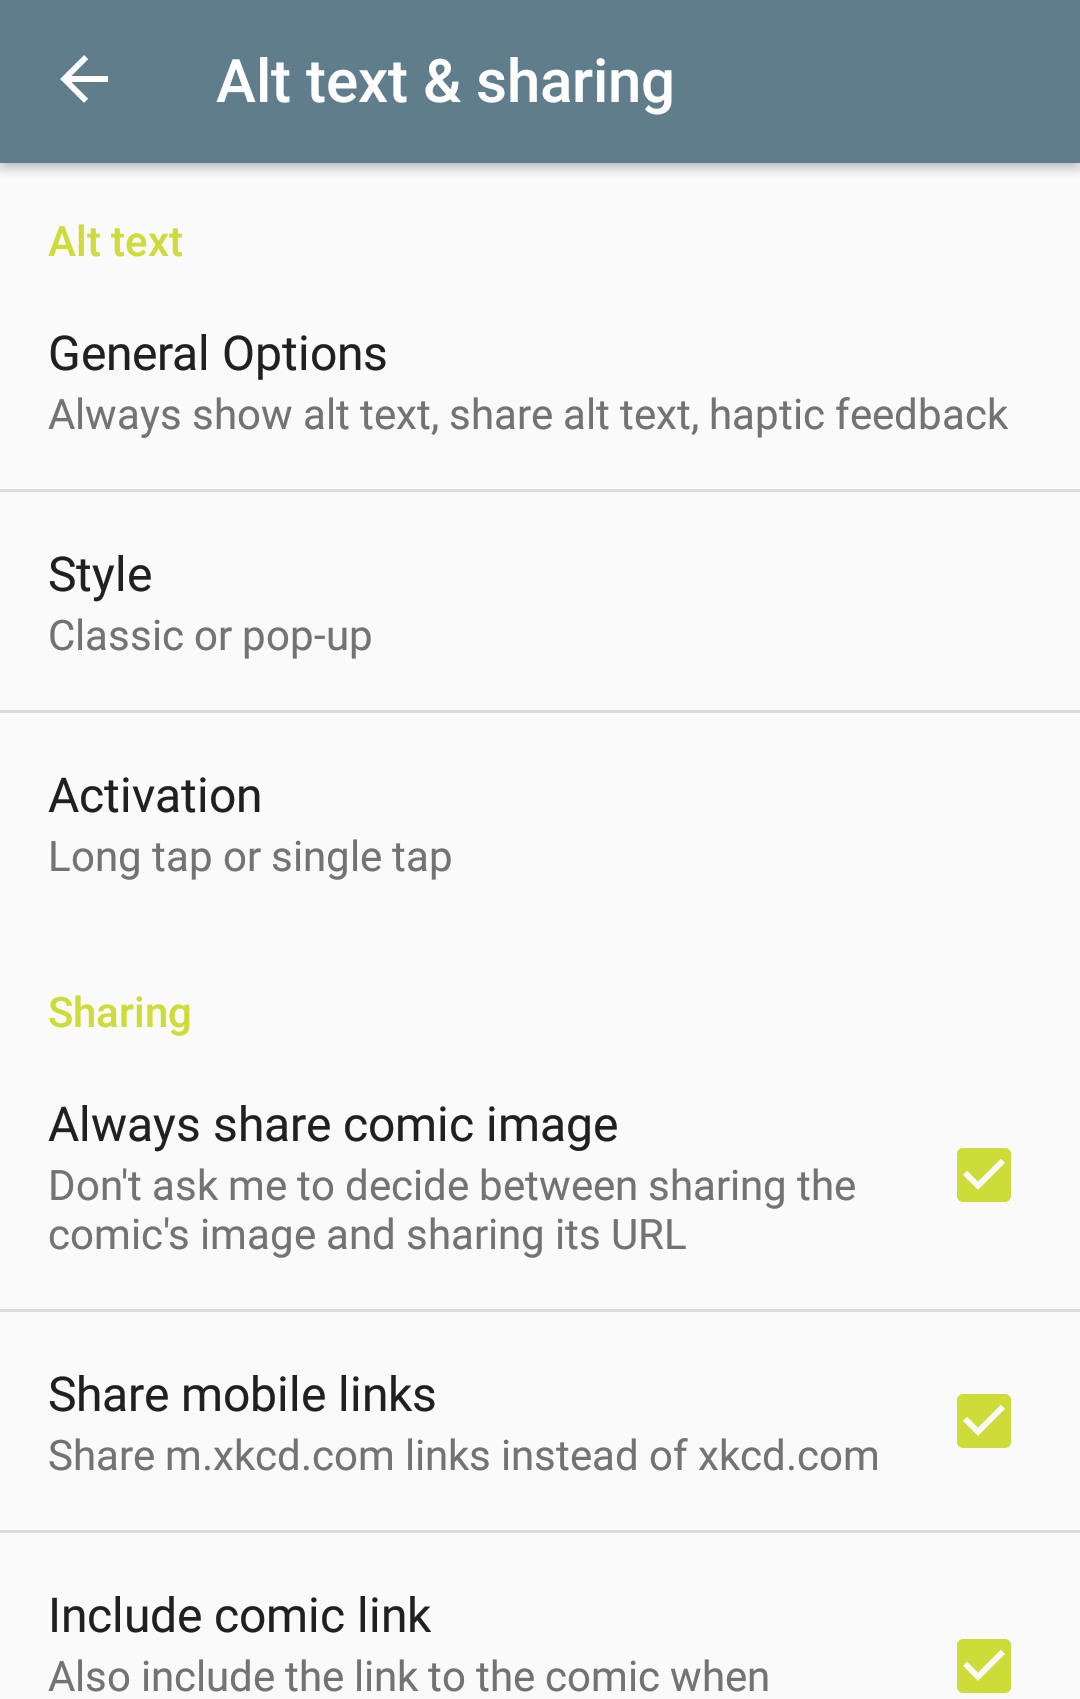 Alt text & sharing
Alt text
General Options
Always show alt text, share alt text, haptic feedback
Style
Classic or pop-up
Activation
Long tap or single tap
Sharing
Always share comic image
Don't ask me to decide between sharing the
comic's image and sharing its URL
Share mobile links
Share m.xkcd.com links instead of xkcd.com
Include comic link
Also include the link to the comic when